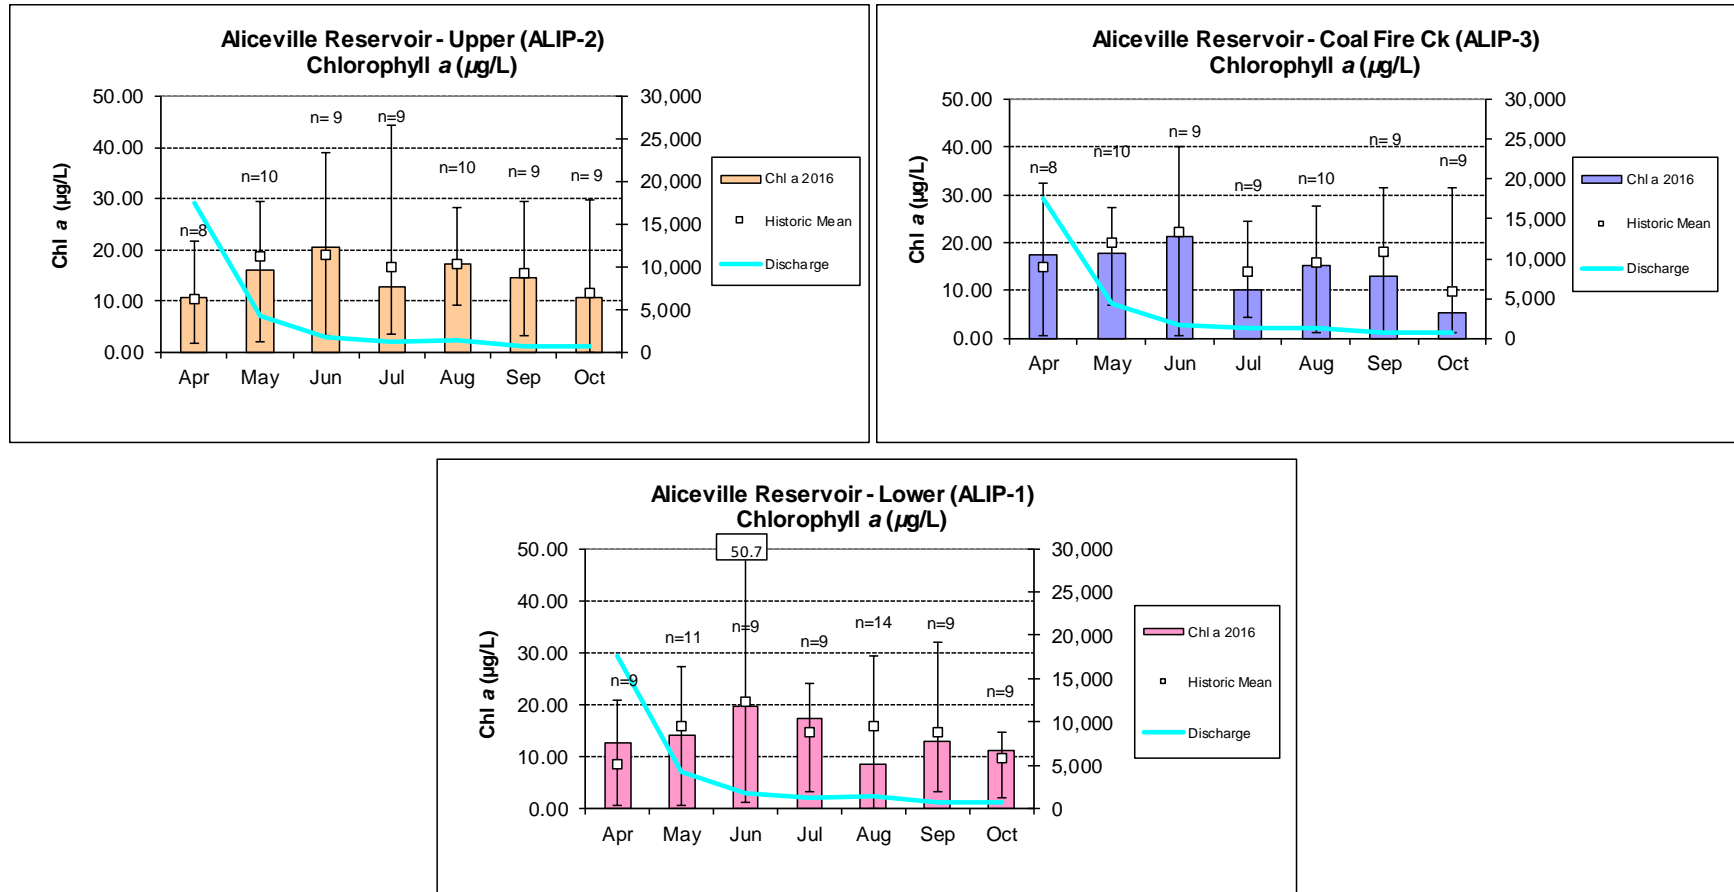 Aliceville Reservoir - Upper (ALIP-2)
Chlorophyll a (µg/L)
Chl a (µg/L)
50.00
40.00
30.00
20.00
10.00
0.00
30,000
25,000
20,000
15,000
10,000
5,000
0
n=8
n=10
n= 9
n=9
n=10
n= 9
n= 9
Apr May Jun Jul Aug Sep Oct
Chl a 2016
Historic Mean
Discharge
Aliceville Reservoir - Coal Fire Ck (ALIP-3)
Chlorophyll a (µg/L)
Chl a (µg/L)
50.00
40.00
30.00
20.00
10.00
0.00
30,000
25,000
20,000
15,000
10,000
5,000
0
n=8
n=10
n= 9
n=9
n=10
n= 9
n=9
Apr May Jun Jul Aug Sep Oct
Chl a 2016
Historic Mean
Discharge
Aliceville Reservoir - Lower (ALIP-1)
Chlorophyll a (µg/L)
Chl a (µg/L)
50.00
40.00
30.00
20.00
10.00
0.00
30,000
25,000
20,000
15,000
10,000
5,000
0
50.7
n=9
n=11
n=9
n=9
n=14
n=9
n=9
Apr May Jun Jul Aug Sep Oct
Chl a 2016
Historic Mean
Discharge